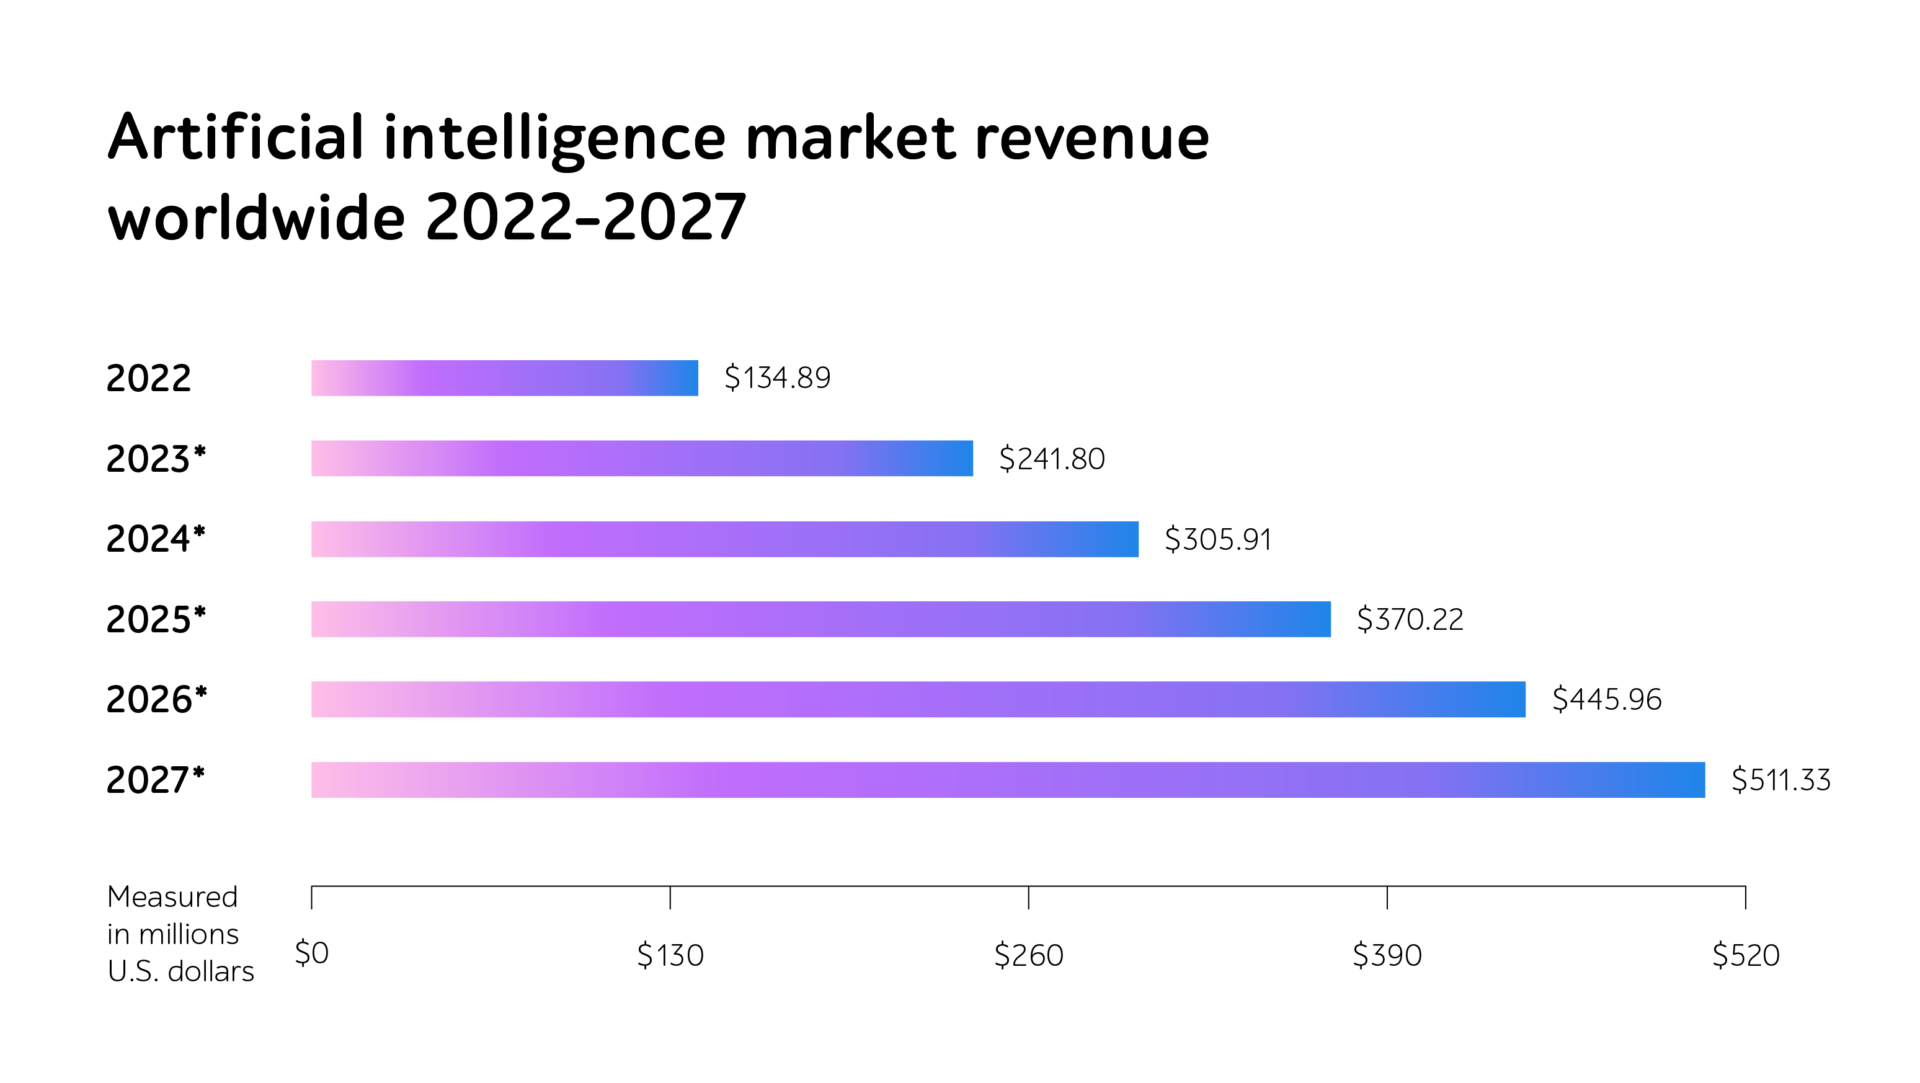 Artificial intelligence market revenue
worldwide 2022-2027
2022 $134.89
2023* $241.80
2024* $305.91
2025* $370.22
2026* $445.96
2027* $511.33
Measured
in millions
U.S. dollars
$0 $130 $260 $390 $520